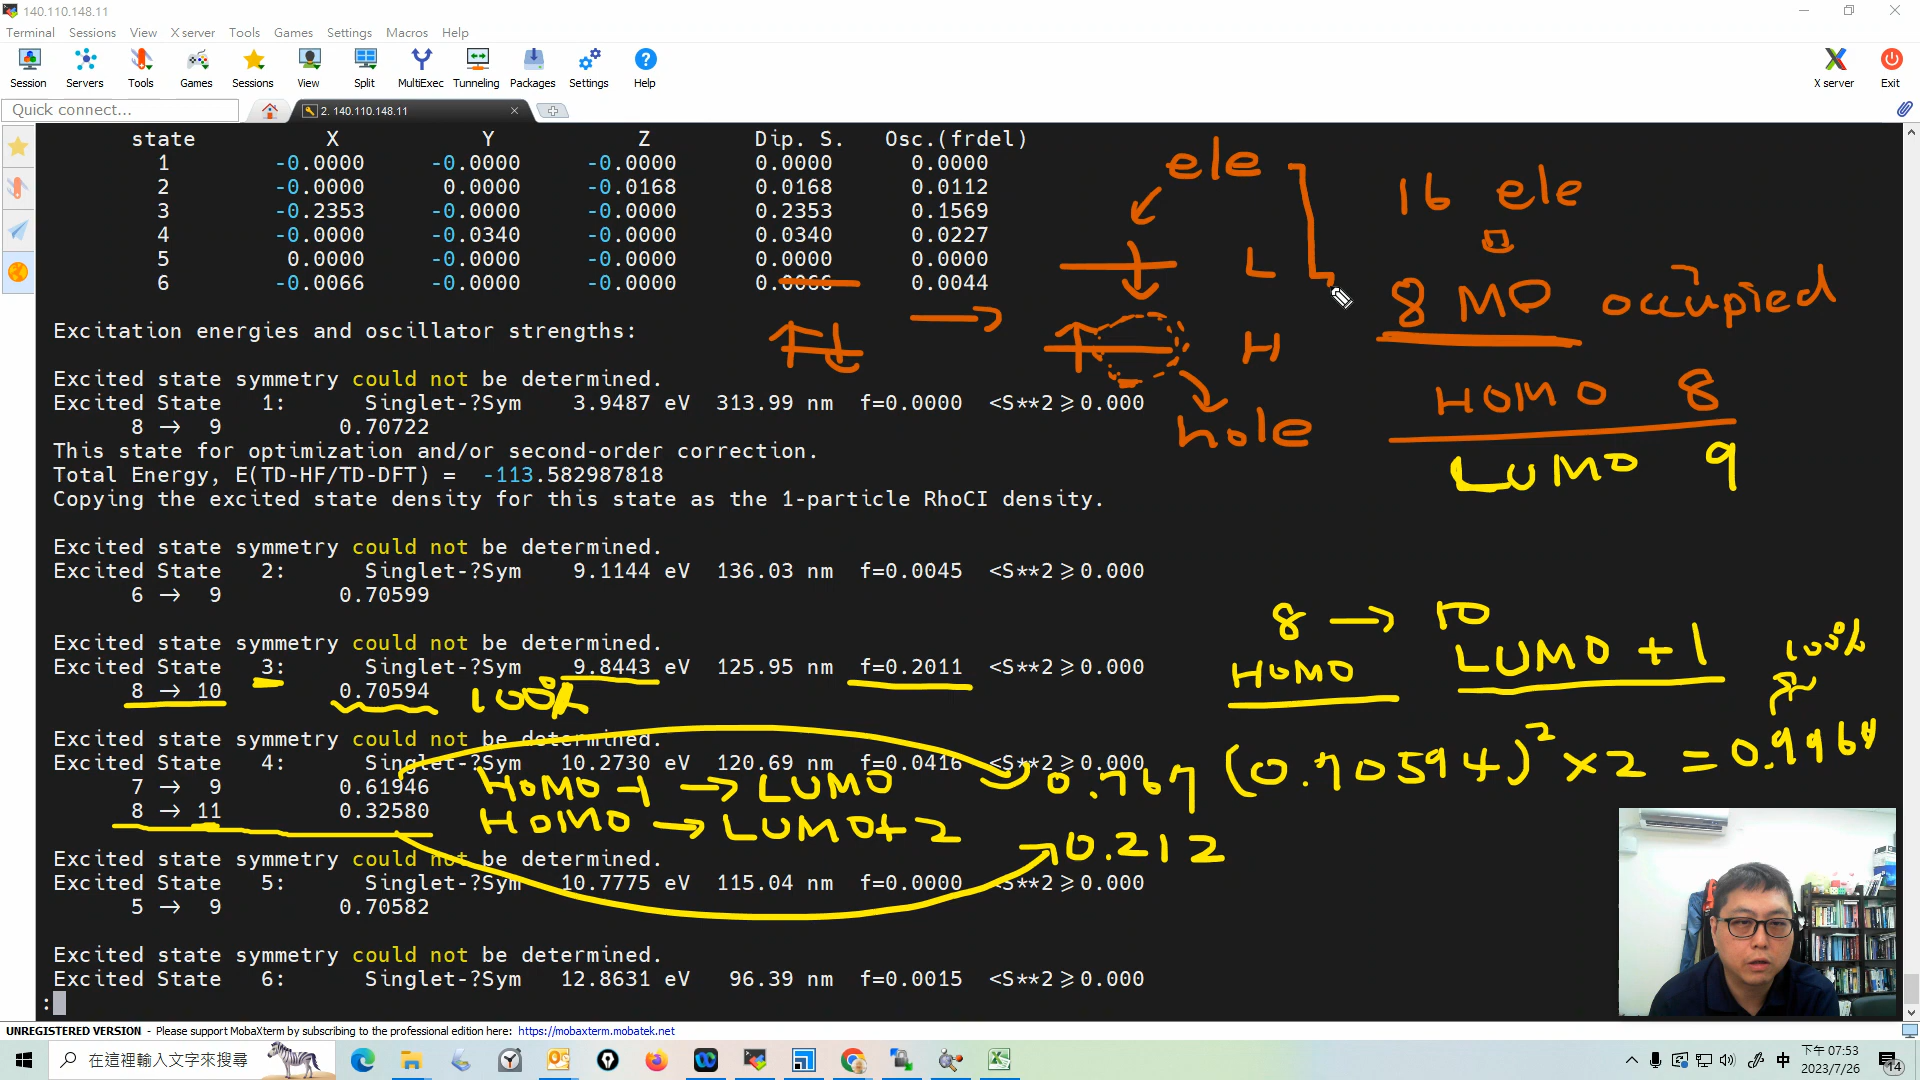 140.110.148.11
Terminal Sessions View X server Tools Games Settings Macros Help
Session Servers Tools Games Sessions View Split MultiExec Tunneling Packages Settings Help X server Exit
Quick connect... 2. 140.110.148.11
state X Y Z Dip. S. Osc.(frdel)
1 -0.0000 -0.0000 -0.0000 0.0000 0.0000
2 -0.0000 0.0000 -0.0168 0.0168 0.0112
3 -0.2353 -0.0000 -0.0000 0.2353 0.1569
4 -0.0000 -0.0340 -0.0000 0.0340 0.0227
5 0.0000 -0.0000 -0.0000 0.0000 0.0000
6 -0.0066 -0.0000 -0.0000 0.0066 0.0044
ele
16 ele
L
8 MO occupied
H
hole
HOMO 8
LUMO 9
Excitation energies and oscillator strengths:
Excited state symmetry could not be determined.
Excited State 1: Singlet-?Sym 3.9487 eV 313.99 nm f=0.0000 <S**2>=0.000
8 -> 9 0.70722
This state for optimization and/or second-order correction.
Total Energy, E(TD-HF/TD-DFT) = -113.582987818
Copying the excited state density for this state as the 1-particle RhoCI density.
Excited state symmetry could not be determined.
Excited State 2: Singlet-?Sym 9.1144 eV 136.03 nm f=0.0045 <S**2>=0.000
6 -> 9 0.70599
Excited state symmetry could not be determined.
Excited State 3: Singlet-?Sym 9.8443 eV 125.95 nm f=0.2011 <S**2>=0.000
8 -> 10 0.70594 100%
8 → 10
HOMO LUMO+1 100%
(0.70594)² × 2 = 0.9964
Excited state symmetry could not be determined.
Excited State 4: Singlet-?Sym 10.2730 eV 120.69 nm f=0.0416 <S**2>=0.000
7 -> 9 0.61946 HOMO-1 → LUMO 0.767
8 -> 11 0.32580 HOMO → LUMO+2 0.212
Excited state symmetry could not be determined.
Excited State 5: Singlet-?Sym 10.7775 eV 115.04 nm f=0.0000 <S**2>=0.000
5 -> 9 0.70582
Excited state symmetry could not be determined.
Excited State 6: Singlet-?Sym 12.8631 eV 96.39 nm f=0.0015 <S**2>=0.000
:
UNREGISTERED VERSION - Please support MobaXterm by subscribing to the professional edition here: https://mobaxterm.mobatek.net
在這裡輸入文字來搜尋
中
下午 07:53
2023/7/26
14